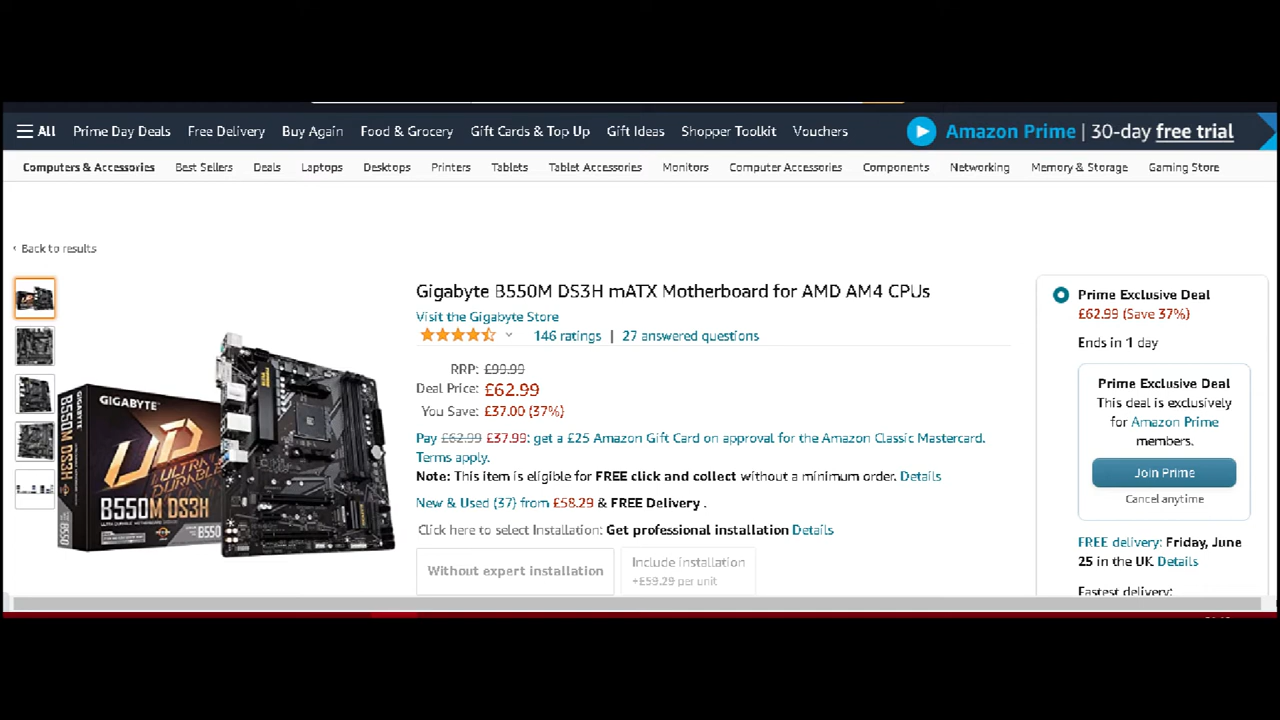 All Prime Day Deals Free Delivery Buy Again Food & Grocery Gift Cards & Top Up Gift Ideas Shopper Toolkit Vouchers Amazon Prime | 30-day free trial
Computers & Accessories Best Sellers Deals Laptops Desktops Printers Tablets Tablet Accessories Monitors Computer Accessories Components Networking Memory & Storage Gaming Store
‹ Back to results
GIGABYTE
B550M DS3H
UD
ULTRA DURABLE
B550M DS3H
B550
Gigabyte B550M DS3H mATX Motherboard for AMD AM4 CPUs
Visit the Gigabyte Store
146 ratings | 27 answered questions
RRP: £99.99
Deal Price: £62.99
You Save: £37.00 (37%)
Pay £62.99 £37.99: get a £25 Amazon Gift Card on approval for the Amazon Classic Mastercard.
Terms apply.
Note: This item is eligible for FREE click and collect without a minimum order. Details
New & Used (37) from £58.29 & FREE Delivery .
Click here to select Installation: Get professional installation Details
Without expert installation
Include installation
+£59.29 per unit
Prime Exclusive Deal
£62.99 (Save 37%)
Ends in 1 day
Prime Exclusive Deal
This deal is exclusively
for Amazon Prime
members.
Join Prime
Cancel anytime
FREE delivery: Friday, June
25 in the UK Details
Fastest delivery: